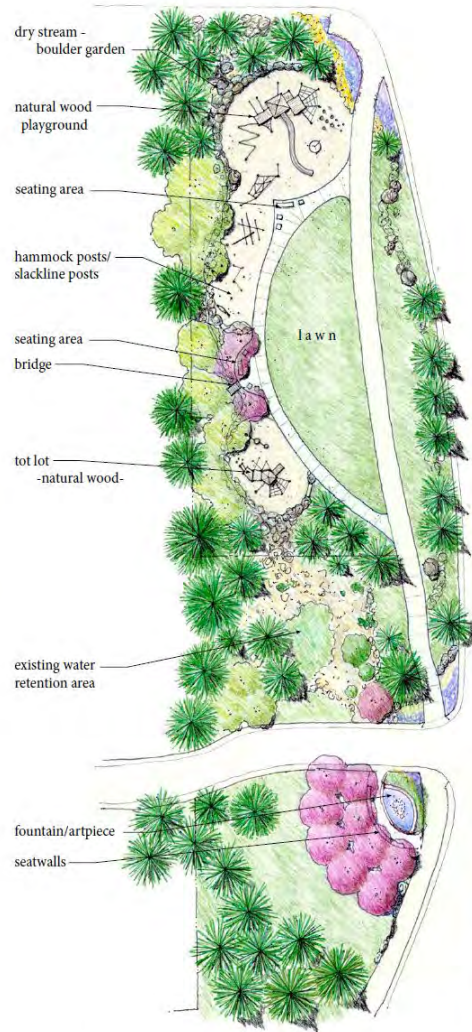 dry stream -
boulder garden
natural wood
playground
seating area
hammock posts/
slackline posts
lawn
seating area
bridge
tot lot
-natural wood-
existing water
retention area
fountain/artpiece
seatwalls